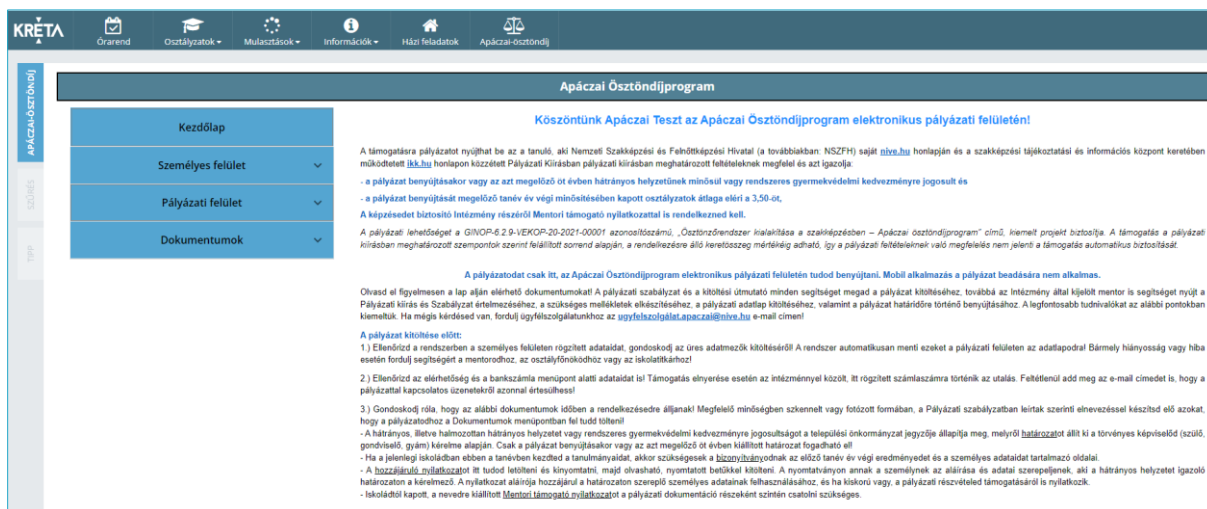 KRÉTA
Órarend
Osztályzatok
Mulasztások
Információk
Házi feladatok
Apáczai-ösztöndíj
APÁCZAI-ÖSZTÖNDÍJ
SZŰRÉS
TIPP
Apáczai Ösztöndíjprogram
Kezdőlap
Személyes felület
Pályázati felület
Dokumentumok
Köszöntünk Apáczai Teszt az Apáczai Ösztöndíjprogram elektronikus pályázati felületén!
A támogatásra pályázatot nyújthat be az a tanuló, aki Nemzeti Szakképzési és Felnőttképzési Hivatal (a továbbiakban: NSZFH) saját nive.hu honlapján és a szakképzési tájékoztatási és információs központ keretében
működtetett ikk.hu honlapon közzétett Pályázati Kiírásban pályázati kiírásban meghatározott feltételeknek megfelel és azt igazolja:
- a pályázat benyújtásakor vagy az azt megelőző öt évben hátrányos helyzetűnek minősül vagy rendszeres gyermekvédelmi kedvezményre jogosult és
- a pályázat benyújtását megelőző tanév év végi minősítésében kapott osztályzatok átlaga eléri a 3,50-öt,
A képzésedet biztosító Intézmény részéről Mentori támogató nyilatkozattal is rendelkezned kell.
A pályázati lehetőséget a GINOP-6.2.9-VEKOP-20-2021-00001 azonosítószámú, „Ösztönzőrendszer kialakítása a szakképzésben – Apáczai ösztöndíjprogram" című, kiemelt projekt biztosítja. A támogatás a pályázati
kiírásban meghatározott szempontok szerint felállított sorrend alapján, a rendelkezésre álló keretösszeg mértékéig adható, így a pályázati feltételeknek való megfelelés nem jelenti a támogatás automatikus biztosítását.
A pályázatodat csak itt, az Apáczai Ösztöndíjprogram elektronikus pályázati felületén tudod benyújtani. Mobil alkalmazás a pályázat beadására nem alkalmas.
Olvasd el figyelmesen a lap alján elérhető dokumentumokat! A pályázati szabályzat és a kitöltési útmutató minden segítséget megad a pályázat kitöltéséhez, továbbá az Intézmény által kijelölt mentor is segítséget nyújt a
Pályázati kiírás és Szabályzat értelmezéséhez, a szükséges mellékletek elkészítéséhez, a pályázati adatlap kitöltéséhez, valamint a pályázat határidőre történő benyújtásához. A legfontosabb tudnivalókat az alábbi pontokban
kiemeltük. Ha mégis kérdésed van, fordulj ügyfélszolgálatunkhoz az ugyfelszolgálat.apaczai@nive.hu e-mail címen!
A pályázat kitöltése előtt:
1.) Ellenőrizd a rendszerben a személyes felületen rögzített adataidat, gondoskodj az üres adatmezők kitöltéséről! A rendszer automatikusan menti ezeket a pályázati felületen az adatlapodra! Bármely hiányosság vagy hiba
esetén fordulj segítségért a mentorodhoz, az osztályfőnöködhöz vagy az iskolatitkárhoz!
2.) Ellenőrizd az elérhetőség és a bankszámla menüpont alatti adataidat is! Támogatás elnyerése esetén az intézménnyel közölt, itt rögzített számlaszámra történik az utalás. Feltétlenül add meg az e-mail címedet is, hogy a
pályázattal kapcsolatos üzenetekről azonnal értesülhess!
3.) Gondoskodj róla, hogy az alábbi dokumentumok időben a rendelkezésedre álljanak! Megfelelő minőségben szkennelt vagy fotózott formában, a Pályázati szabályzatban leírtak szerinti elnevezéssel készítsd elő azokat,
hogy a pályázatodhoz a Dokumentumok menüpontban fel tudd tölteni!
- A hátrányos, illetve halmozottan hátrányos helyzetet vagy rendszeres gyermekvédelmi kedvezményre jogosultságot a települési önkormányzat jegyzője állapítja meg, melyről határozatot állít ki a törvényes képviselőd (szülő,
gondviselő, gyám) kérelme alapján. Csak a pályázat benyújtásakor vagy az azt megelőző öt évben kiállított határozat fogadható el!
- Ha a jelenlegi iskoládban ebben a tanévben kezdted a tanulmányaidat, akkor szükségesek a bizonyítványodnak az előző tanév év végi eredményedet és a személyes adataidat tartalmazó oldalai.
- A hozzájáruló nyilatkozatot itt tudod letölteni és kinyomtatni, majd olvasható, nyomtatott betűkkel kitölteni. A nyomtatványon annak a személynek az aláírása és adatai szerepeljenek, aki a hátrányos helyzetet igazoló
határozaton a kérelmező. A nyilatkozat aláírója hozzájárul a határozaton szereplő személyes adatainak felhasználásához, és ha kiskorú vagy, a pályázati részvételed támogatásáról is nyilatkozik.
- Iskoládtól kapott, a nevedre kiállított Mentori támogató nyilatkozatot a pályázati dokumentáció részeként szintén csatolni szükséges.